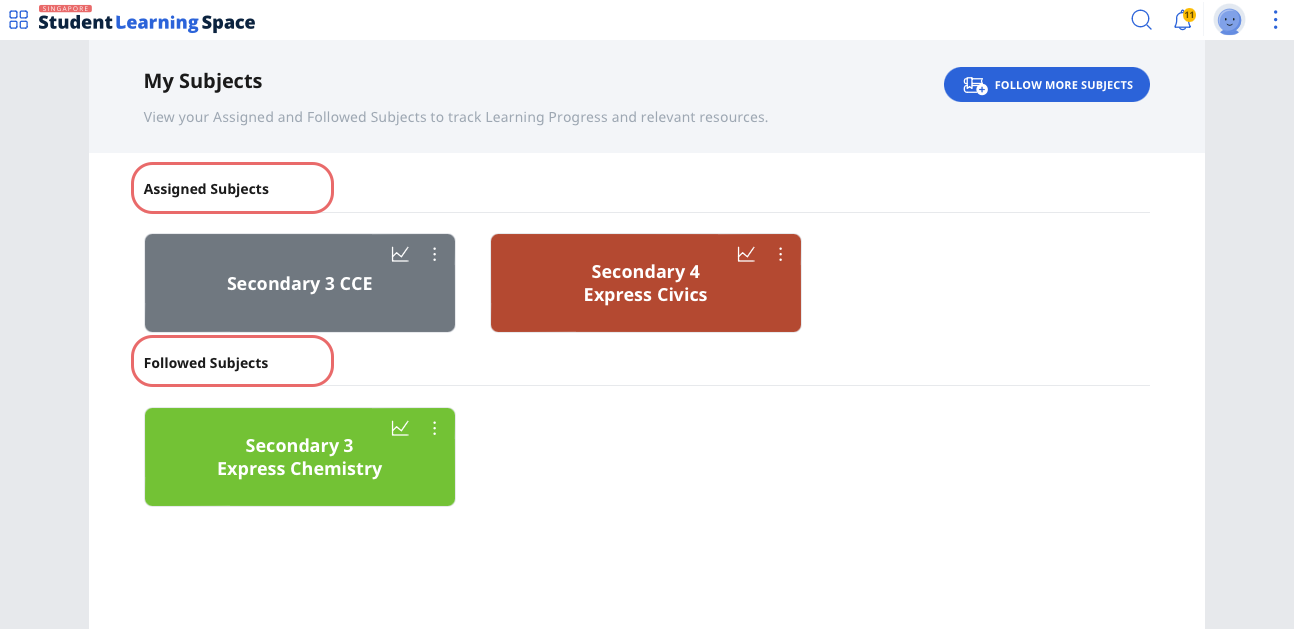 SINGAPORE
Student Learning Space
11
My Subjects
FOLLOW MORE SUBJECTS
View your Assigned and Followed Subjects to track Learning Progress and relevant resources.
Assigned Subjects
Secondary 3 CCE
Secondary 4
Express Civics
Followed Subjects
Secondary 3
Express Chemistry